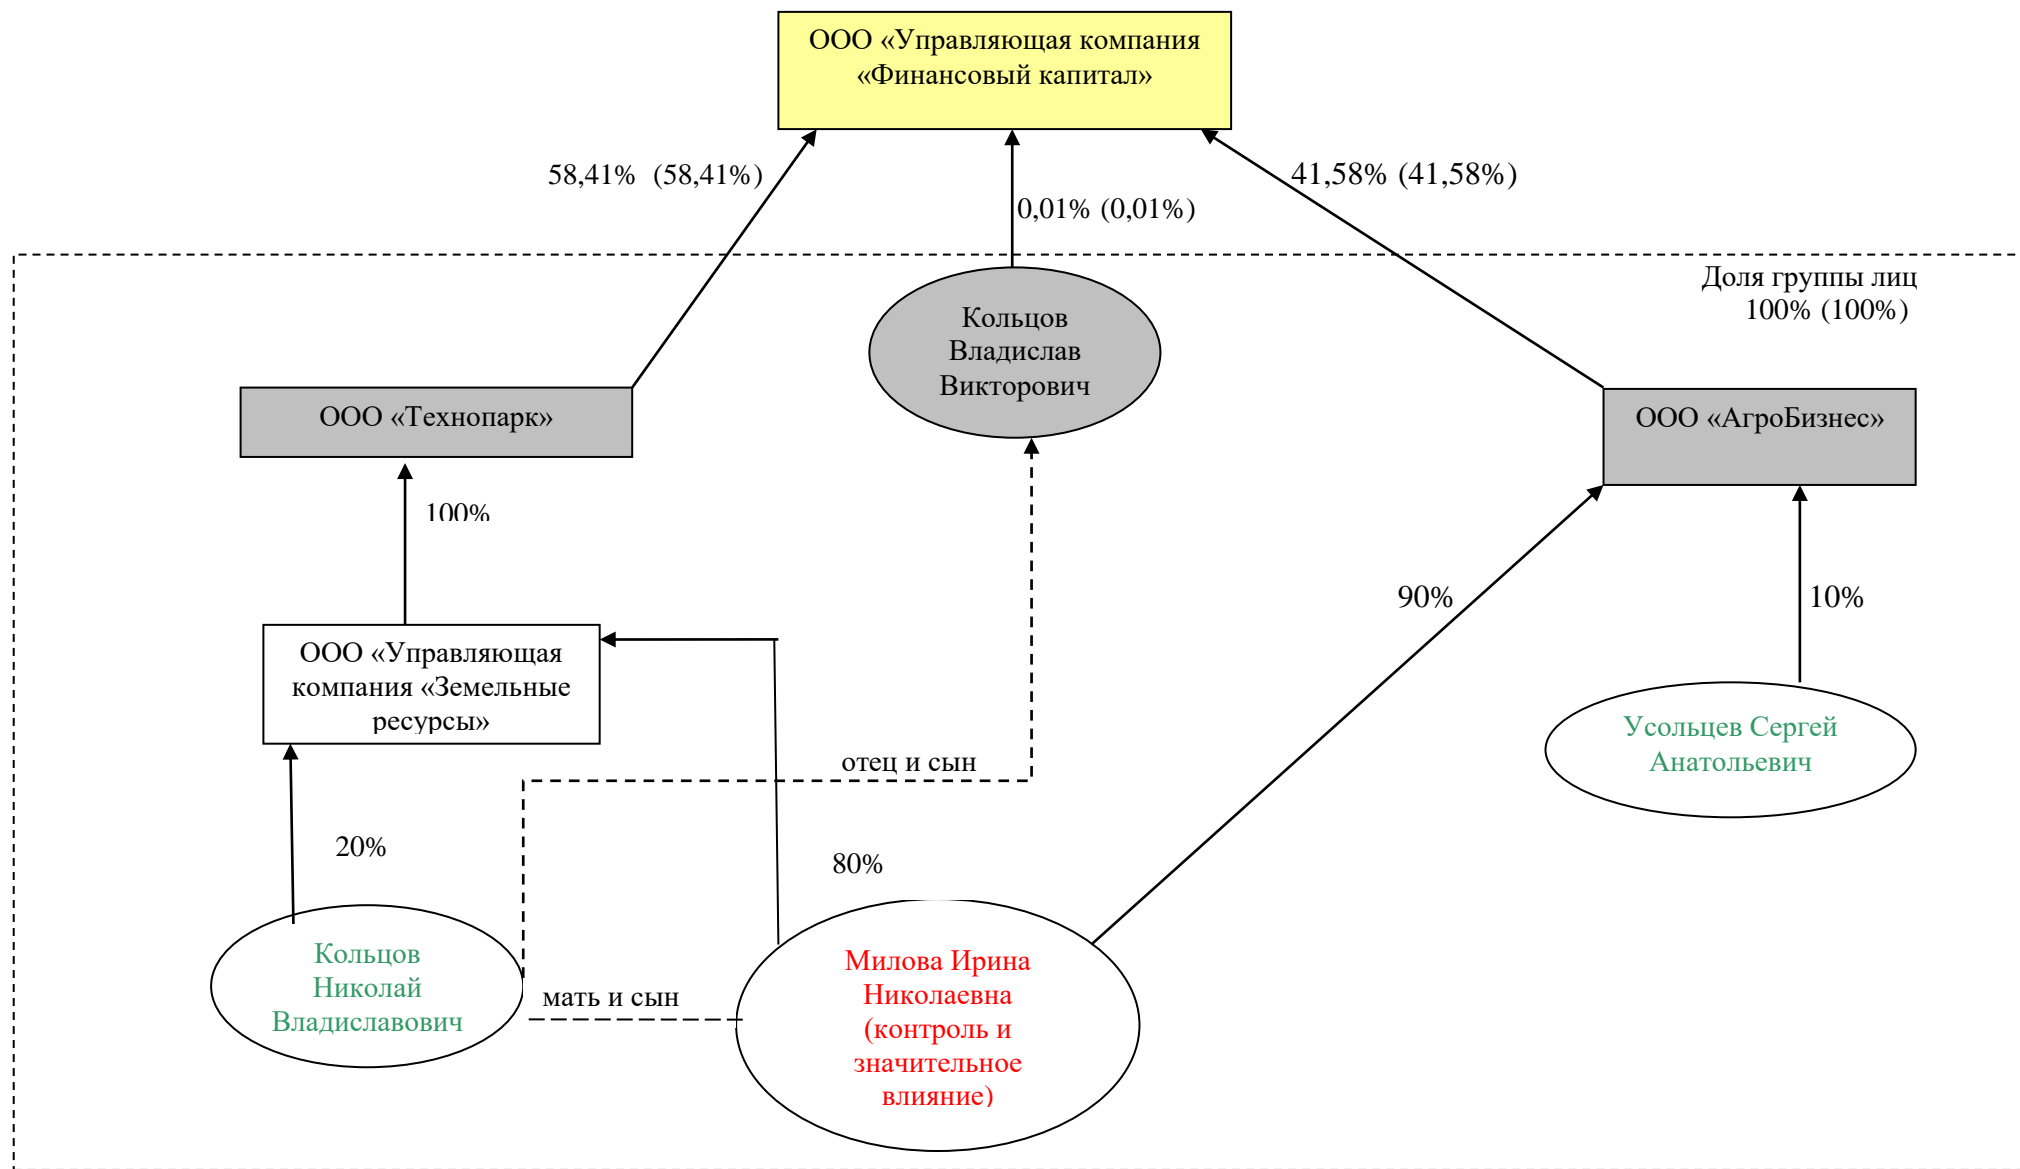 ООО «Управляющая компания
«Финансовый капитал»
58,41%  (58,41%)
41,58% (41,58%)
0,01% (0,01%)
Доля группы лиц
100% (100%)
Кольцов
Владислав
Викторович
ООО «Технопарк»
ООО «АгроБизнес»
100%
90%
10%
ООО «Управляющая
компания «Земельные
ресурсы»
Усольцев Сергей
Анатольевич
отец и сын
20%
80%
Кольцов
Николай
Владиславович
мать и сын
Милова Ирина
Николаевна
(контроль и
значительное
влияние)